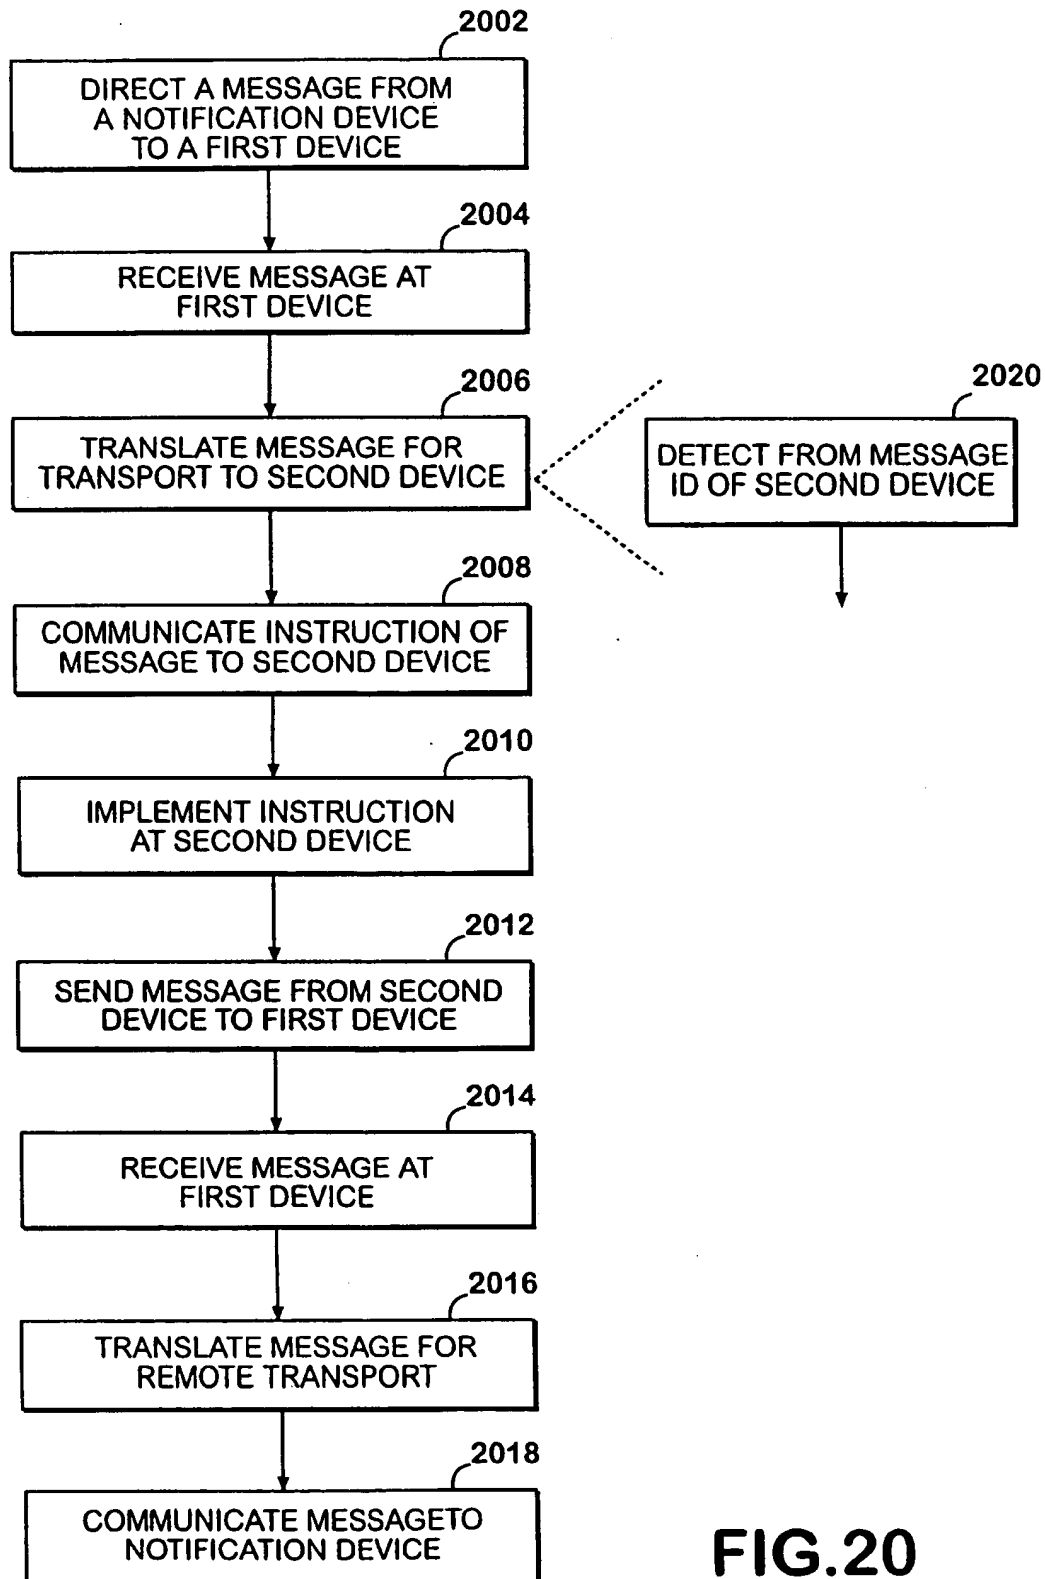 2002
DIRECT A MESSAGE FROM
A NOTIFICATION DEVICE
TO A FIRST DEVICE
2004
RECEIVE MESSAGE AT
FIRST DEVICE
2006
TRANSLATE MESSAGE FOR
TRANSPORT TO SECOND DEVICE
2020
DETECT FROM MESSAGE
ID OF SECOND DEVICE
2008
COMMUNICATE INSTRUCTION OF
MESSAGE TO SECOND DEVICE
2010
IMPLEMENT INSTRUCTION
AT SECOND DEVICE
2012
SEND MESSAGE FROM SECOND
DEVICE TO FIRST DEVICE
2014
RECEIVE MESSAGE AT
FIRST DEVICE
2016
TRANSLATE MESSAGE FOR
REMOTE TRANSPORT
2018
COMMUNICATE MESSAGETO
NOTIFICATION DEVICE
FIG.20